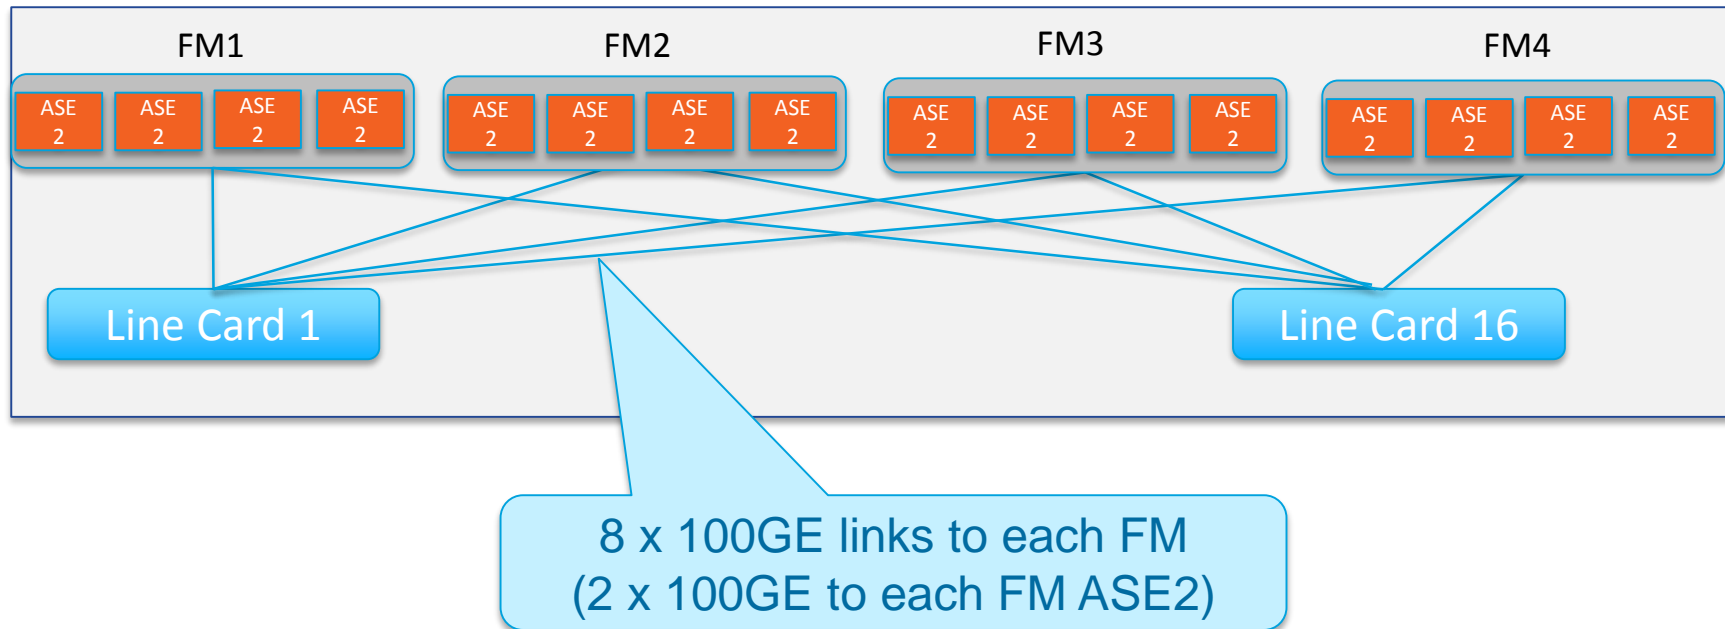 FM1
FM2
FM3
FM4
ASE
2
ASE
2
ASE
2
ASE
2
ASE
2
ASE
2
ASE
2
ASE
2
ASE
2
ASE
2
ASE
2
ASE
2
ASE
2
ASE
2
ASE
2
ASE
2
Line Card 1
Line Card 16
8 x 100GE links to each FM
(2 x 100GE to each FM ASE2)